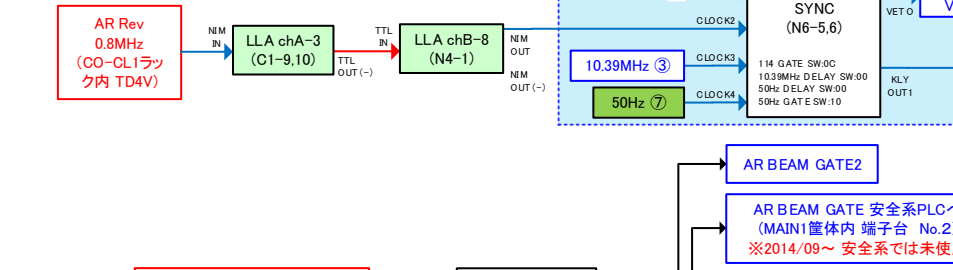 AR Rev
0.8MHz
(CO-CL1ラッ
ク内 TD4V)
NIM
IN
LLA chA-3
(C1-9,10)
TTL
OUT(-)
TTL
IN
LLA chB-8
(N4-1)
NIM
OUT
NIM
OUT(-)
CLOCK2
10.39MHz ③
CLOCK3
50Hz ⑦
CLOCK4
SYNC
(N6-5,6)
114 GATE SW:0C
10.39MHz DELAY SW:00
50Hz DELAY SW:00
50Hz GATE SW:10
VETO
KLY
OUT1
AR BEAM GATE2
AR BEAM GATE 安全系PLCへ
(MAIN1筐体内 端子台 No.2)
※2014/09~ 安全系では未使